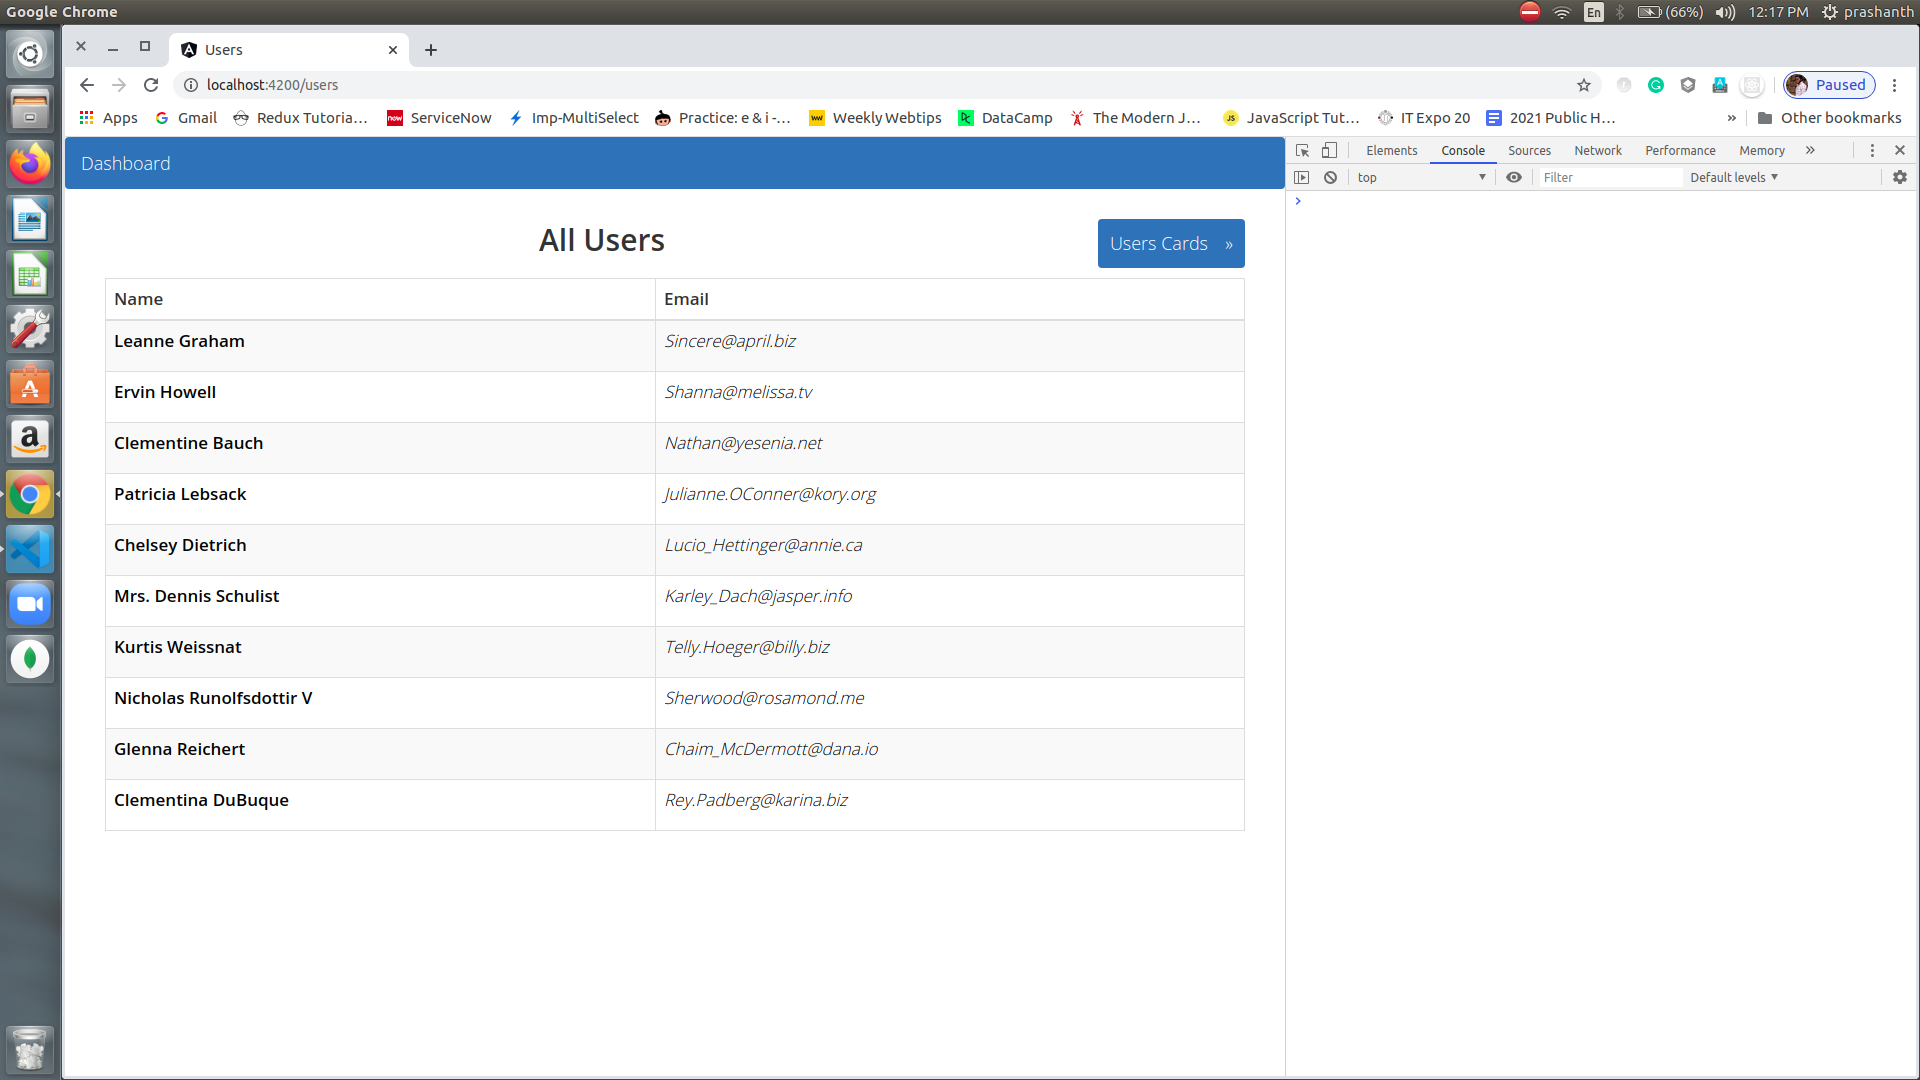 Google Chrome
En (66%) 12:17 PM prashanth
Users
localhost:4200/users
Paused
Apps Gmail Redux Tutoria... ServiceNow Imp-MultiSelect Practice: e & i -... Weekly Webtips DataCamp The Modern J... JavaScript Tut... IT Expo 20 2021 Public H... » Other bookmarks
Dashboard
Elements Console Sources Network Performance Memory »
top Filter Default levels
All Users
Users Cards »
Name Email
Leanne Graham Sincere@april.biz
Ervin Howell Shanna@melissa.tv
Clementine Bauch Nathan@yesenia.net
Patricia Lebsack Julianne.OConner@kory.org
Chelsey Dietrich Lucio_Hettinger@annie.ca
Mrs. Dennis Schulist Karley_Dach@jasper.info
Kurtis Weissnat Telly.Hoeger@billy.biz
Nicholas Runolfsdottir V Sherwood@rosamond.me
Glenna Reichert Chaim_McDermott@dana.io
Clementina DuBuque Rey.Padberg@karina.biz